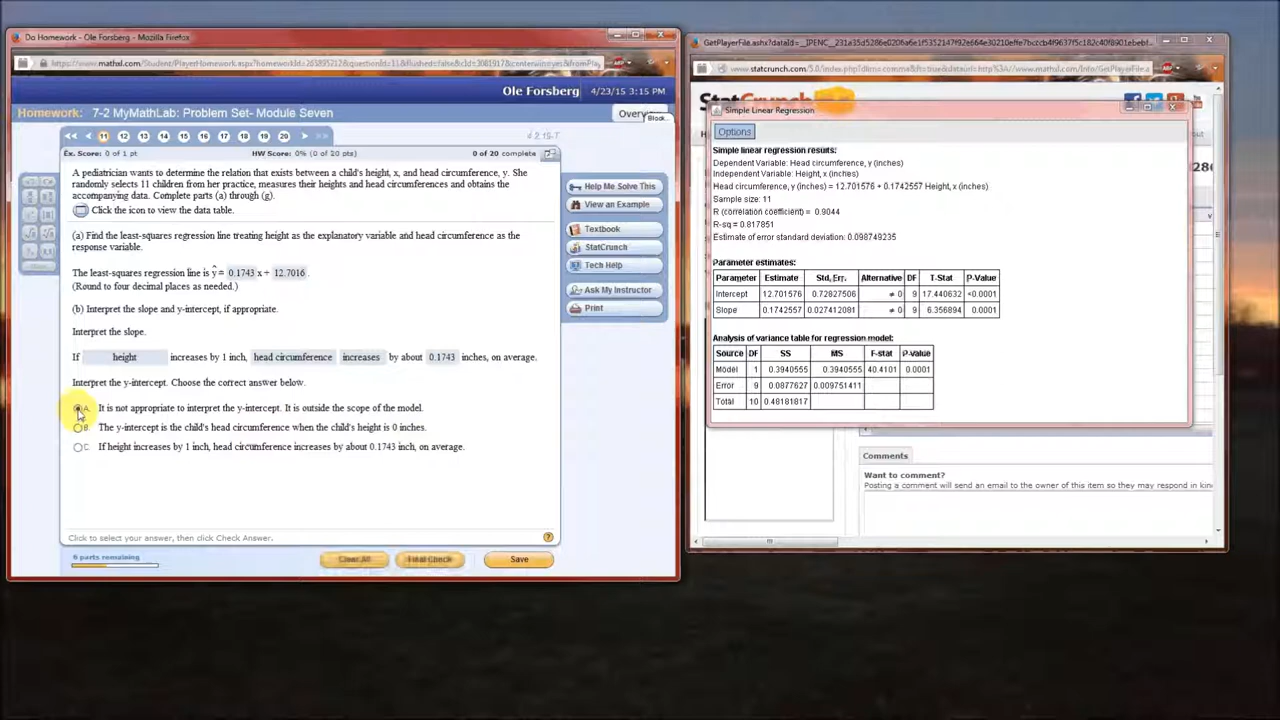 Do Homework - Ole Forsberg - Mozilla Firefox
Ole Forsberg 4/23/15 3:15 PM
Homework: 7-2 MyMathLab: Problem Set- Module Seven
11 12 13 14 15 16 17 18 19 20
Ex. Score: 0 of 1 pt HW Score: 0% (0 of 20 pts) 0 of 20 complete
A pediatrician wants to determine the relation that exists between a child's height, x, and head circumference, y. She
randomly selects 11 children from her practice, measures their heights and head circumferences and obtains the
accompanying data. Complete parts (a) through (g).
Click the icon to view the data table.
(a) Find the least-squares regression line treating height as the explanatory variable and head circumference as the
response variable.
The least-squares regression line is ŷ = 0.1743 x + 12.7016 .
(Round to four decimal places as needed.)
(b) Interpret the slope and y-intercept, if appropriate.
Interpret the slope.
If height increases by 1 inch, head circumference increases by about 0.1743 inches, on average.
Interpret the y-intercept. Choose the correct answer below.
A. It is not appropriate to interpret the y-intercept. It is outside the scope of the model.
B. The y-intercept is the child's head circumference when the child's height is 0 inches.
C. If height increases by 1 inch, head circumference increases by about 0.1743 inch, on average.
Click to select your answer, then click Check Answer.
6 parts remaining
Clear All Final Check Save
Help Me Solve This
View an Example
Textbook
StatCrunch
Tech Help
Ask My Instructor
Print
Simple Linear Regression
Options
Simple linear regression results:
Dependent Variable: Head circumference, y (inches)
Independent Variable: Height, x (inches)
Head circumference, y (inches) = 12.701576 + 0.1742557 Height, x (inches)
Sample size: 11
R (correlation coefficient) = 0.9044
R-sq = 0.817851
Estimate of error standard deviation: 0.098749235
Parameter estimates:
Parameter Estimate Std. Err. Alternative DF T-Stat P-Value
Intercept 12.701576 0.72827506 ≠ 0 9 17.440632 <0.0001
Slope 0.1742557 0.027412081 ≠ 0 9 6.356894 0.0001
Analysis of variance table for regression model:
Source DF SS MS F-stat P-value
Model 1 0.3940555 0.3940555 40.4101 0.0001
Error 9 0.0877627 0.009751411
Total 10 0.48181817
Comments
Want to comment?
Posting a comment will send an email to the owner of this item so they may respond in kin